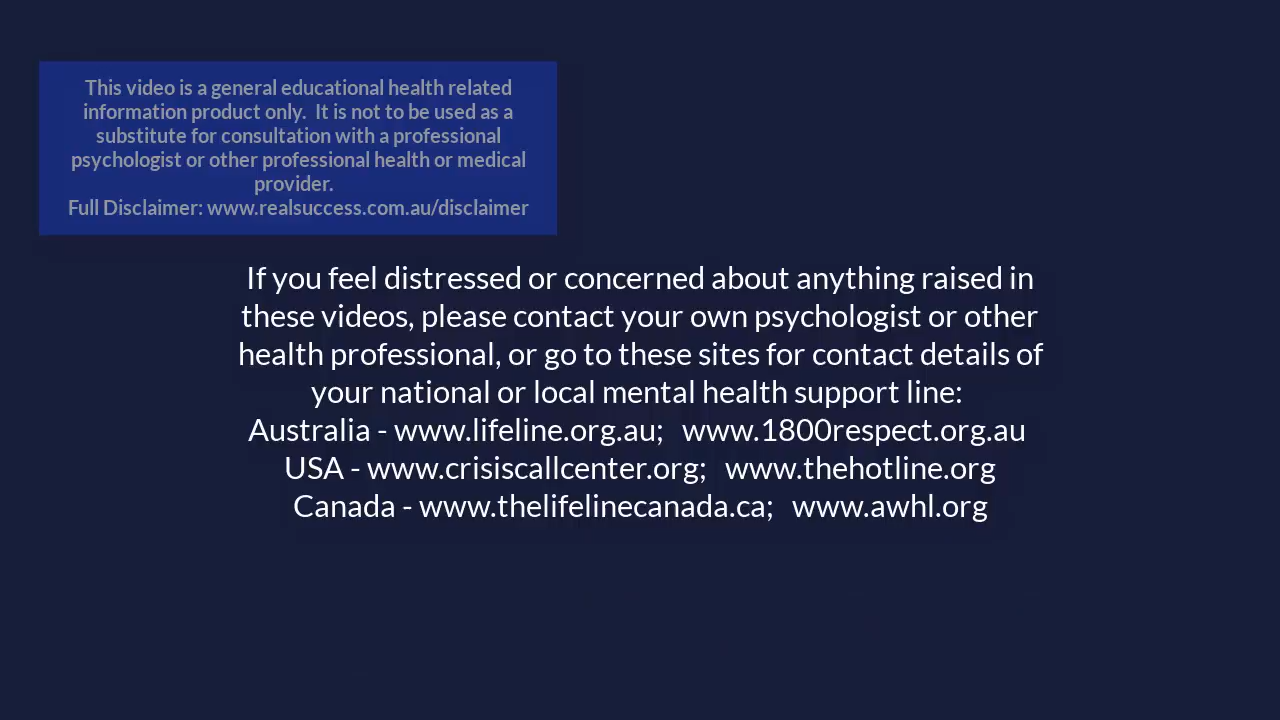 This video is a general educational health related
information product only.  It is not to be used as a
substitute for consultation with a professional
psychologist or other professional health or medical
provider.
Full Disclaimer: www.realsuccess.com.au/disclaimer
If you feel distressed or concerned about anything raised in
these videos, please contact your own psychologist or other
health professional, or go to these sites for contact details of
your national or local mental health support line:
Australia - www.lifeline.org.au;  www.1800respect.org.au
USA - www.crisiscallcenter.org;  www.thehotline.org
Canada - www.thelifelinecanada.ca;  www.awhl.org